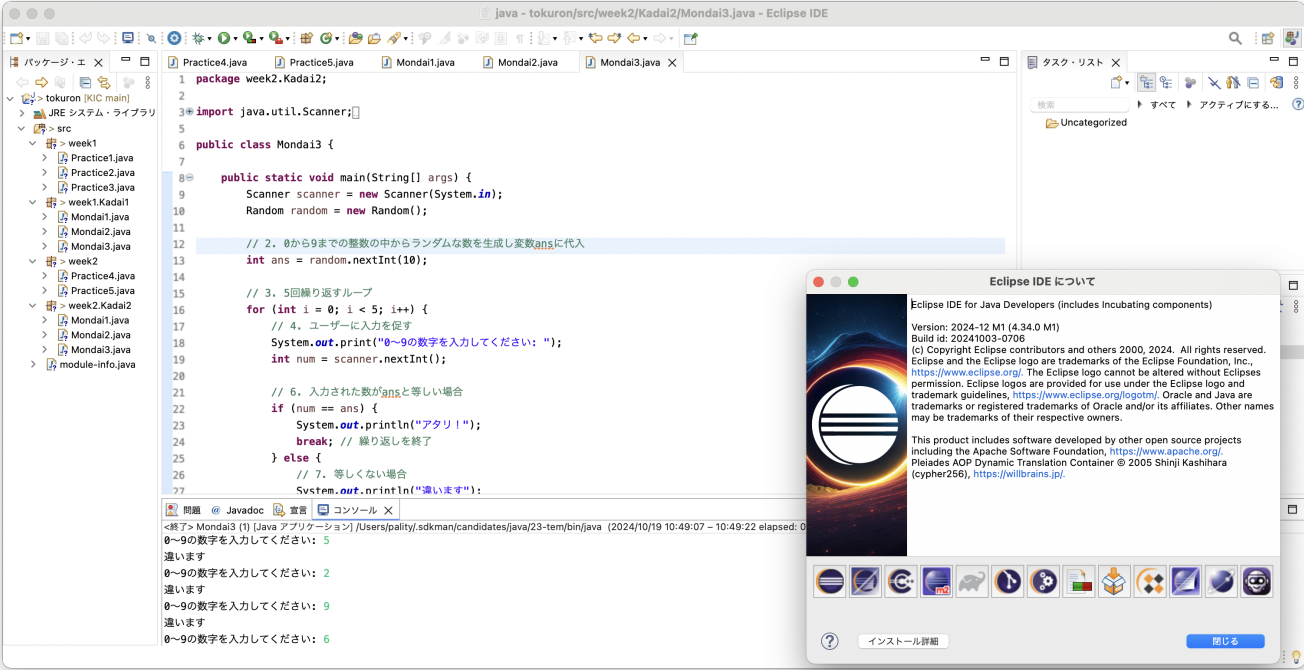 java - tokuron/src/week2/Kadai2/Mondai3.java - Eclipse IDE
パッケージ・エ
> tokuron [KIC main]
JRE システム・ライブラリ
> src
> week1
Practice1.java
Practice2.java
Practice3.java
> week1.Kadai1
Mondai1.java
Mondai2.java
Mondai3.java
> week2
Practice4.java
Practice5.java
> week2.Kadai2
Mondai1.java
Mondai2.java
Mondai3.java
module-info.java
Practice4.java Practice5.java Mondai1.java Mondai2.java Mondai3.java
1 package week2.Kadai2;
2
3 import java.util.Scanner;
5
6 public class Mondai3 {
7
8 public static void main(String[] args) {
9 Scanner scanner = new Scanner(System.in);
10 Random random = new Random();
11
12 // 2. 0から9までの整数の中からランダムな数を生成し変数ansに代入
13 int ans = random.nextInt(10);
14
15 // 3. 5回繰り返すループ
16 for (int i = 0; i < 5; i++) {
17 // 4. ユーザーに入力を促す
18 System.out.print("0〜9の数字を入力してください: ");
19 int num = scanner.nextInt();
20
21 // 6. 入力された数がansと等しい場合
22 if (num == ans) {
23 System.out.println("アタリ！");
24 break; // 繰り返しを終了
25 } else {
26 // 7. 等しくない場合
27 System.out.println("違います");
問題 @ Javadoc 宣言 コンソール
<終了> Mondai3 (1) [Java アプリケーション] /Users/pality/.sdkman/candidates/java/23-tem/bin/java (2024/10/19 10:49:07 – 10:49:22 elapsed: 0
0〜9の数字を入力してください: 5
違います
0〜9の数字を入力してください: 2
違います
0〜9の数字を入力してください: 9
違います
0〜9の数字を入力してください: 6
タスク・リスト
検索 すべて アクティブにする...
Uncategorized
Eclipse IDE について
Eclipse IDE for Java Developers (includes Incubating components)
Version: 2024-12 M1 (4.34.0 M1)
Build id: 20241003-0706
(c) Copyright Eclipse contributors and others 2000, 2024. All rights reserved.
Eclipse and the Eclipse logo are trademarks of the Eclipse Foundation, Inc.,
https://www.eclipse.org/. The Eclipse logo cannot be altered without Eclipses
permission. Eclipse logos are provided for use under the Eclipse logo and
trademark guidelines, https://www.eclipse.org/logotm/. Oracle and Java are
trademarks or registered trademarks of Oracle and/or its affiliates. Other names
may be trademarks of their respective owners.
This product includes software developed by other open source projects
including the Apache Software Foundation, https://www.apache.org/.
Pleiades AOP Dynamic Translation Container © 2005 Shinji Kashihara
(cypher256), https://willbrains.jp/.
m2
インストール詳細
閉じる